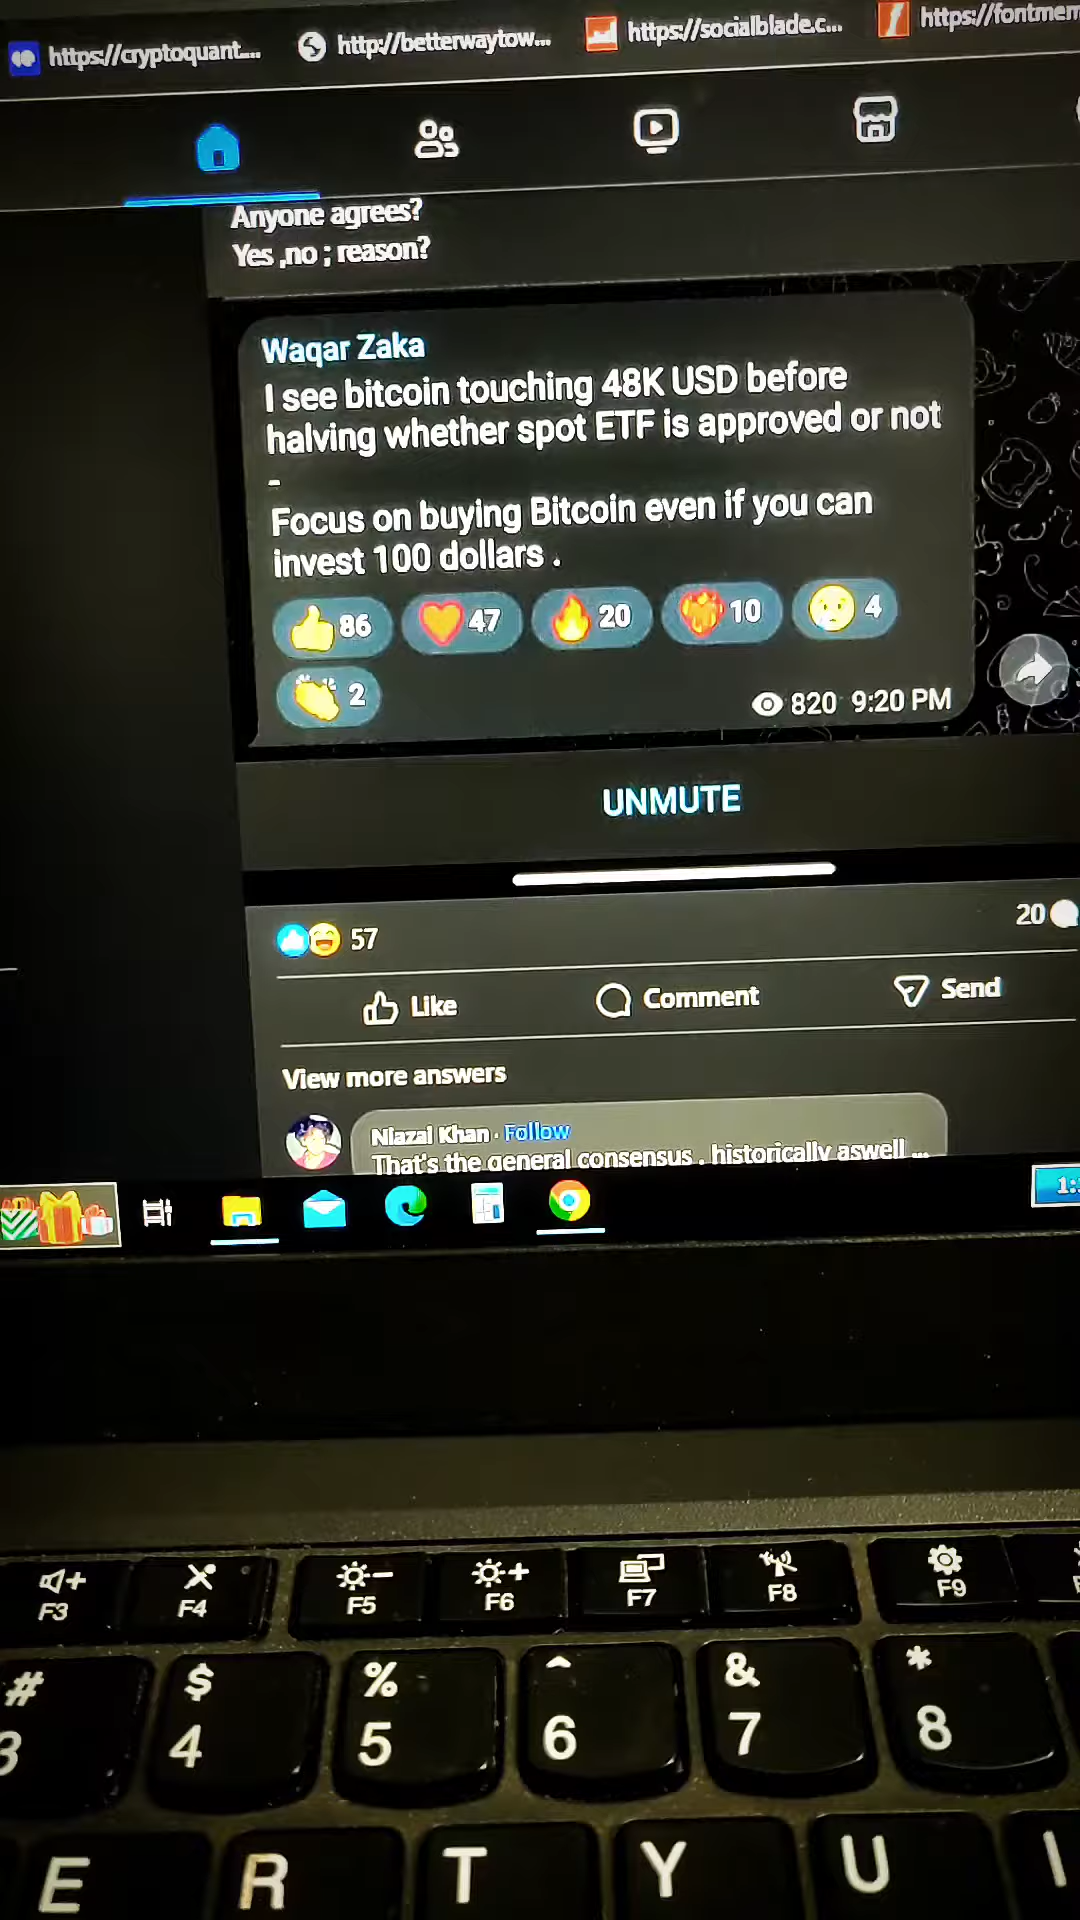 https://cryptoquant.... http://betterwaytow... https://socialblade.c... https://fontmem
Anyone agrees?
Yes ,no ; reason?
Waqar Zaka
I see bitcoin touching 48K USD before
halving whether spot ETF is approved or not
-
Focus on buying Bitcoin even if you can
invest 100 dollars .
86 47 20 10 4
2 820 9:20 PM
UNMUTE
57 20
Like Comment Send
View more answers
Niazai Khan · Follow
That's the general consensus , historically aswell ...
1:
F3 F4 F5 F6 F7 F8 F9
# $ % ^ & *
3 4 5 6 7 8
E R T Y U I